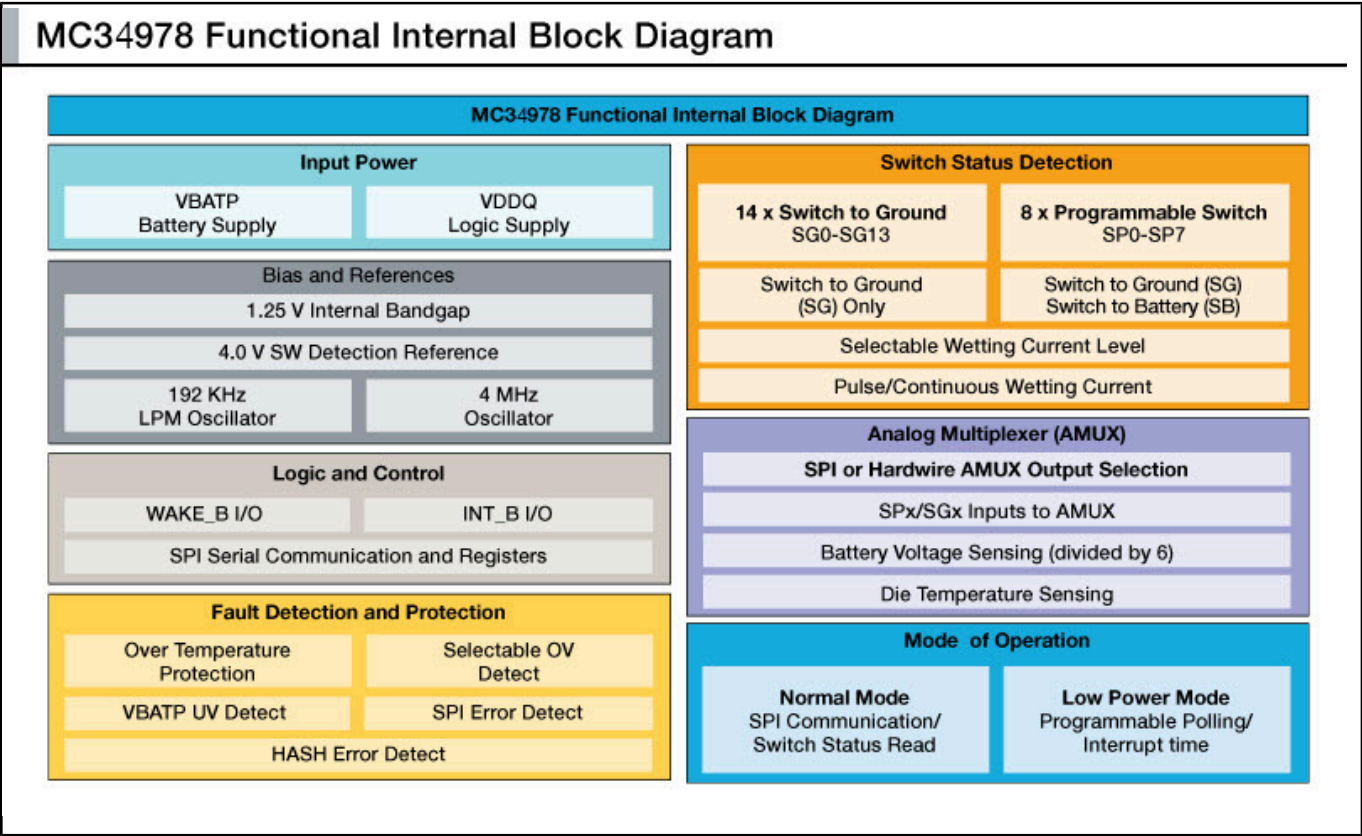 MC34978 Functional Internal Block Diagram
MC34978 Functional Internal Block Diagram
Input Power
VBATP
Battery Supply
VDDQ
Logic Supply
Bias and References
1.25 V Internal Bandgap
4.0 V SW Detection Reference
192 KHz
LPM Oscillator
4 MHz
Oscillator
Logic and Control
WAKE_B I/O
INT_B I/O
SPI Serial Communication and Registers
Fault Detection and Protection
Over Temperature
Protection
Selectable OV
Detect
VBATP UV Detect
SPI Error Detect
HASH Error Detect
Switch Status Detection
14 x Switch to Ground
SG0-SG13
8 x Programmable Switch
SP0-SP7
Switch to Ground
(SG) Only
Switch to Ground (SG)
Switch to Battery (SB)
Selectable Wetting Current Level
Pulse/Continuous Wetting Current
Analog Multiplexer (AMUX)
SPI or Hardwire AMUX Output Selection
SPx/SGx Inputs to AMUX
Battery Voltage Sensing (divided by 6)
Die Temperature Sensing
Mode of Operation
Normal Mode
SPI Communication/
Switch Status Read
Low Power Mode
Programmable Polling/
Interrupt time